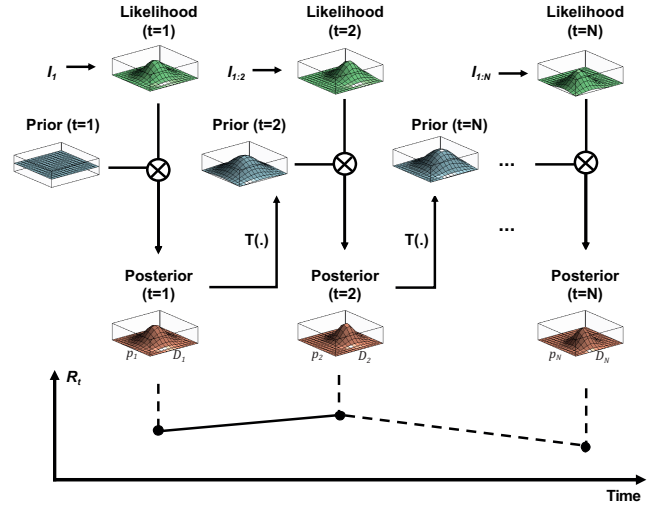 Likelihood
(t=1)
Likelihood
(t=2)
Likelihood
(t=N)
I1
I1:2
I1:N
Prior (t=1)
Prior (t=2)
Prior (t=N)
...
...
T(.)
T(.)
Posterior
(t=1)
Posterior
(t=2)
Posterior
(t=N)
p1
D1
p2
D2
pN
DN
Rt
Time